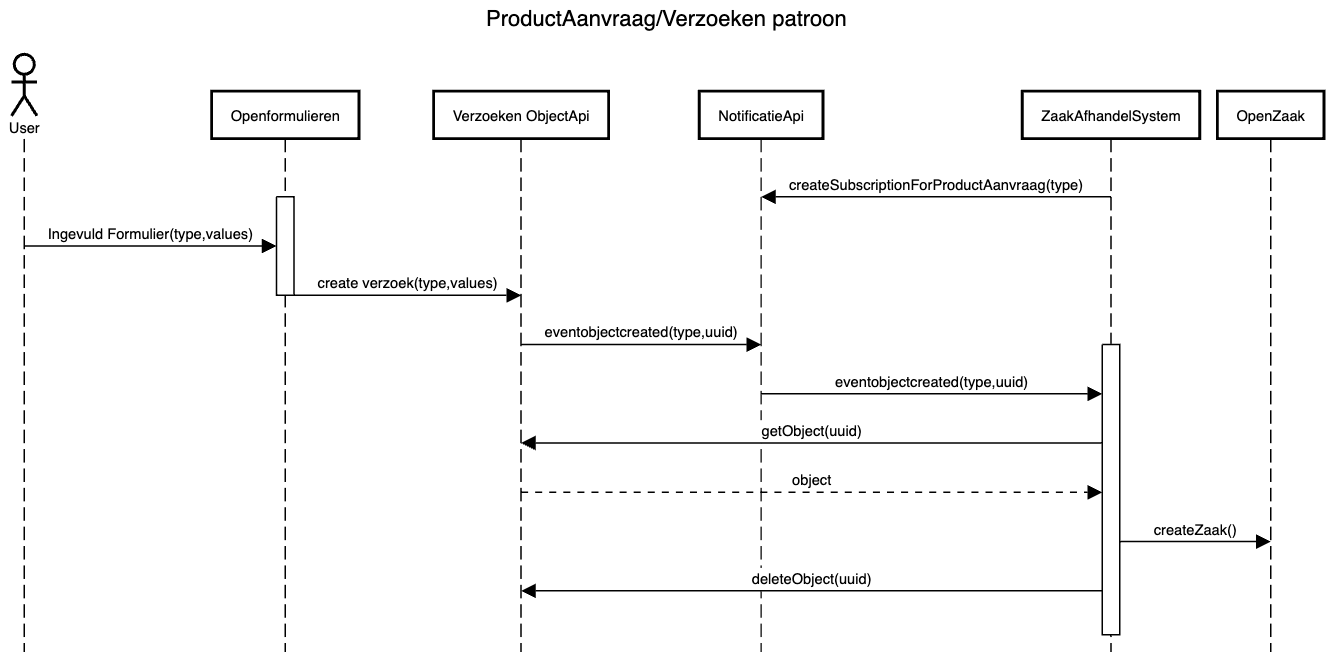 ProductAanvraag/Verzoeken patroon
User
Openformulieren
Verzoeken ObjectApi
NotificatieApi
ZaakAfhandelSystem
OpenZaak
createSubscriptionForProductAanvraag(type)
Ingevuld Formulier(type,values)
create verzoek(type,values)
eventobjectcreated(type,uuid)
eventobjectcreated(type,uuid)
getObject(uuid)
object
createZaak()
deleteObject(uuid)